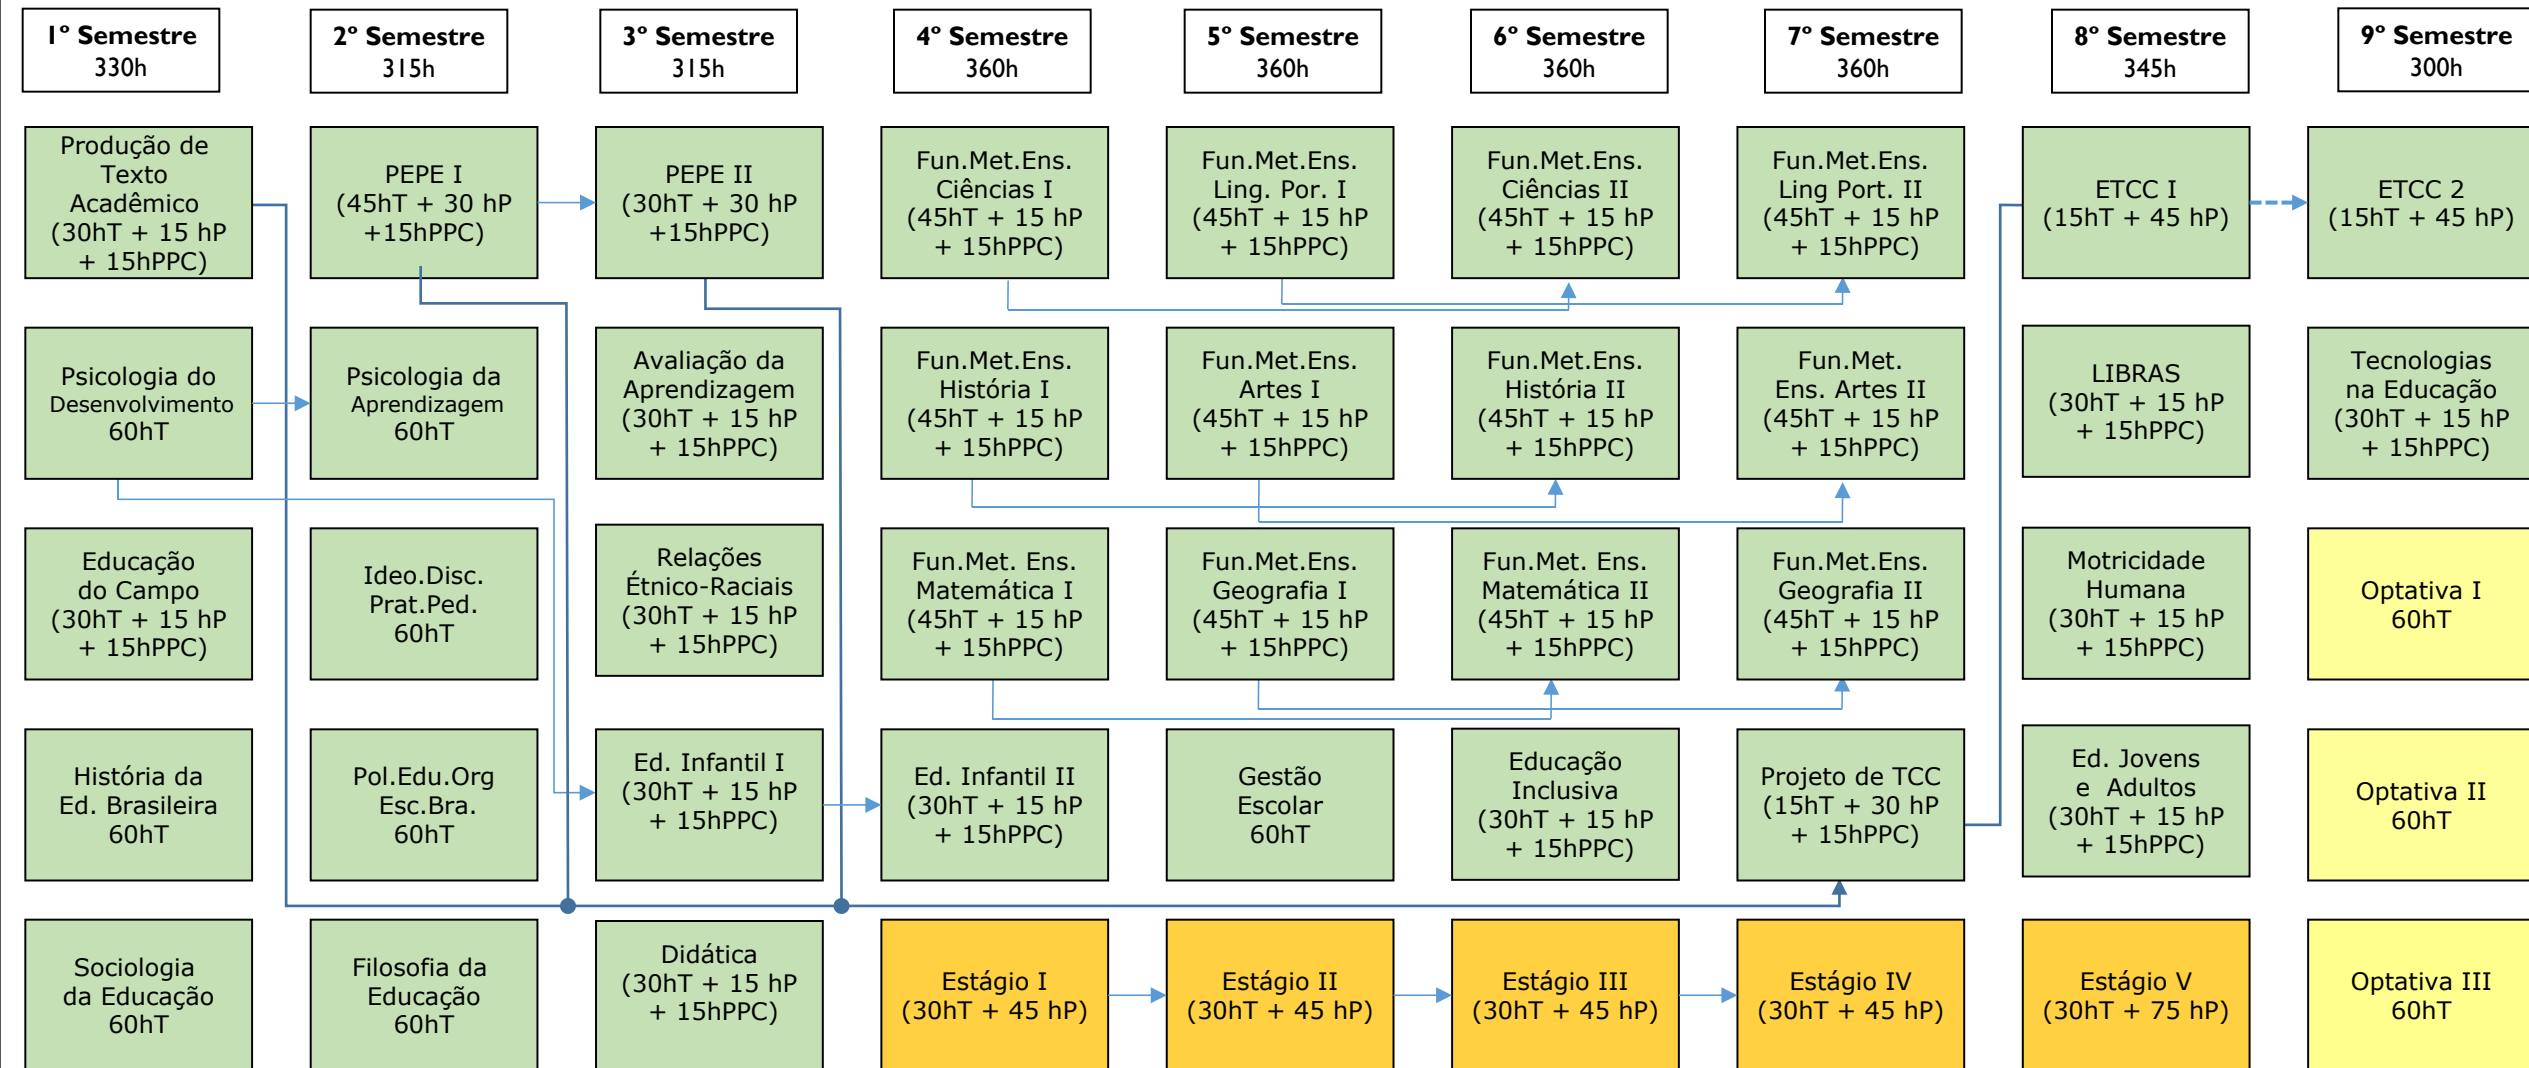 1º Semestre
330h
2º Semestre
315h
3º Semestre
315h
4º Semestre
360h
5º Semestre
360h
6º Semestre
360h
7º Semestre
360h
8º Semestre
345h
9º Semestre
300h
Produção de
Texto
Acadêmico
(30hT + 15 hP
+ 15hPPC)
PEPE I
(45hT + 30 hP
+15hPPC)
PEPE II
(30hT + 30 hP
+15hPPC)
Fun.Met.Ens.
Ciências I
(45hT + 15 hP
+ 15hPPC)
Fun.Met.Ens.
Ling. Por. I
(45hT + 15 hP
+ 15hPPC)
Fun.Met.Ens.
Ciências II
(45hT + 15 hP
+ 15hPPC)
Fun.Met.Ens.
Ling Port. II
(45hT + 15 hP
+ 15hPPC)
ETCC I
(15hT + 45 hP)
ETCC 2
(15hT + 45 hP)
Psicologia do
Desenvolvimento
60hT
Psicologia da
Aprendizagem
60hT
Avaliação da
Aprendizagem
(30hT + 15 hP
+ 15hPPC)
Fun.Met.Ens.
História I
(45hT + 15 hP
+ 15hPPC)
Fun.Met.Ens.
Artes I
(45hT + 15 hP
+ 15hPPC)
Fun.Met.Ens.
História II
(45hT + 15 hP
+ 15hPPC)
Fun.Met.
Ens. Artes II
(45hT + 15 hP
+ 15hPPC)
LIBRAS
(30hT + 15 hP
+ 15hPPC)
Tecnologias
na Educação
(30hT + 15 hP
+ 15hPPC)
Educação
do Campo
(30hT + 15 hP
+ 15hPPC)
Ideo.Disc.
Prat.Ped.
60hT
Relações
Étnico-Raciais
(30hT + 15 hP
+ 15hPPC)
Fun.Met. Ens.
Matemática I
(45hT + 15 hP
+ 15hPPC)
Fun.Met.Ens.
Geografia I
(45hT + 15 hP
+ 15hPPC)
Fun.Met. Ens.
Matemática II
(45hT + 15 hP
+ 15hPPC)
Fun.Met.Ens.
Geografia II
(45hT + 15 hP
+ 15hPPC)
Motricidade
Humana
(30hT + 15 hP
+ 15hPPC)
Optativa I
60hT
História da
Ed. Brasileira
60hT
Pol.Edu.Org
Esc.Bra.
60hT
Ed. Infantil I
(30hT + 15 hP
+ 15hPPC)
Ed. Infantil II
(30hT + 15 hP
+ 15hPPC)
Gestão
Escolar
60hT
Educação
Inclusiva
(30hT + 15 hP
+ 15hPPC)
Projeto de TCC
(15hT + 30 hP
+ 15hPPC)
Ed. Jovens
e Adultos
(30hT + 15 hP
+ 15hPPC)
Optativa II
60hT
Sociologia
da Educação
60hT
Filosofia da
Educação
60hT
Didática
(30hT + 15 hP
+ 15hPPC)
Estágio I
(30hT + 45 hP)
Estágio II
(30hT + 45 hP)
Estágio III
(30hT + 45 hP)
Estágio IV
(30hT + 45 hP)
Estágio V
(30hT + 75 hP)
Optativa III
60hT